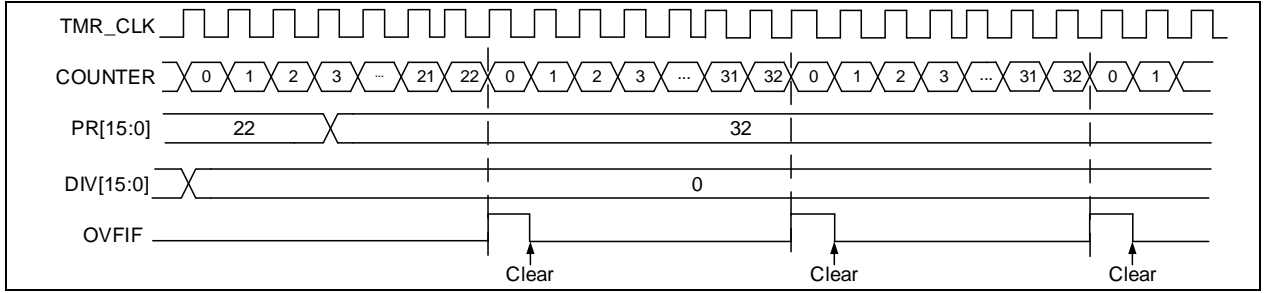 TMR_CLK
COUNTER 0 1 2 3 ... 21 22 0 1 2 3 ... 31 32 0 1 2 3 ... 31 32 0 1
PR[15:0] 22 32
DIV[15:0] 0
OVFIF
Clear Clear Clear